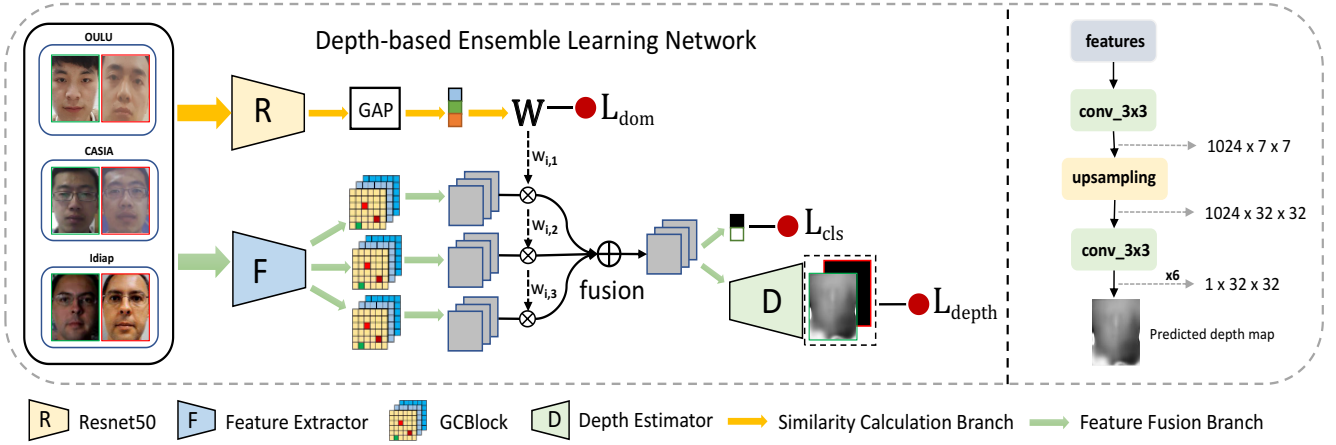 OULU
CASIA
Idiap
Depth-based Ensemble Learning Network
R
GAP
W
L_dom
w_i,1
w_i,2
w_i,3
F
fusion
L_cls
D
L_depth
features
conv_3x3
1024 x 7 x 7
upsampling
1024 x 32 x 32
conv_3x3
x6
1 x 32 x 32
Predicted depth map
R Resnet50 F Feature Extractor GCBlock D Depth Estimator Similarity Calculation Branch Feature Fusion Branch